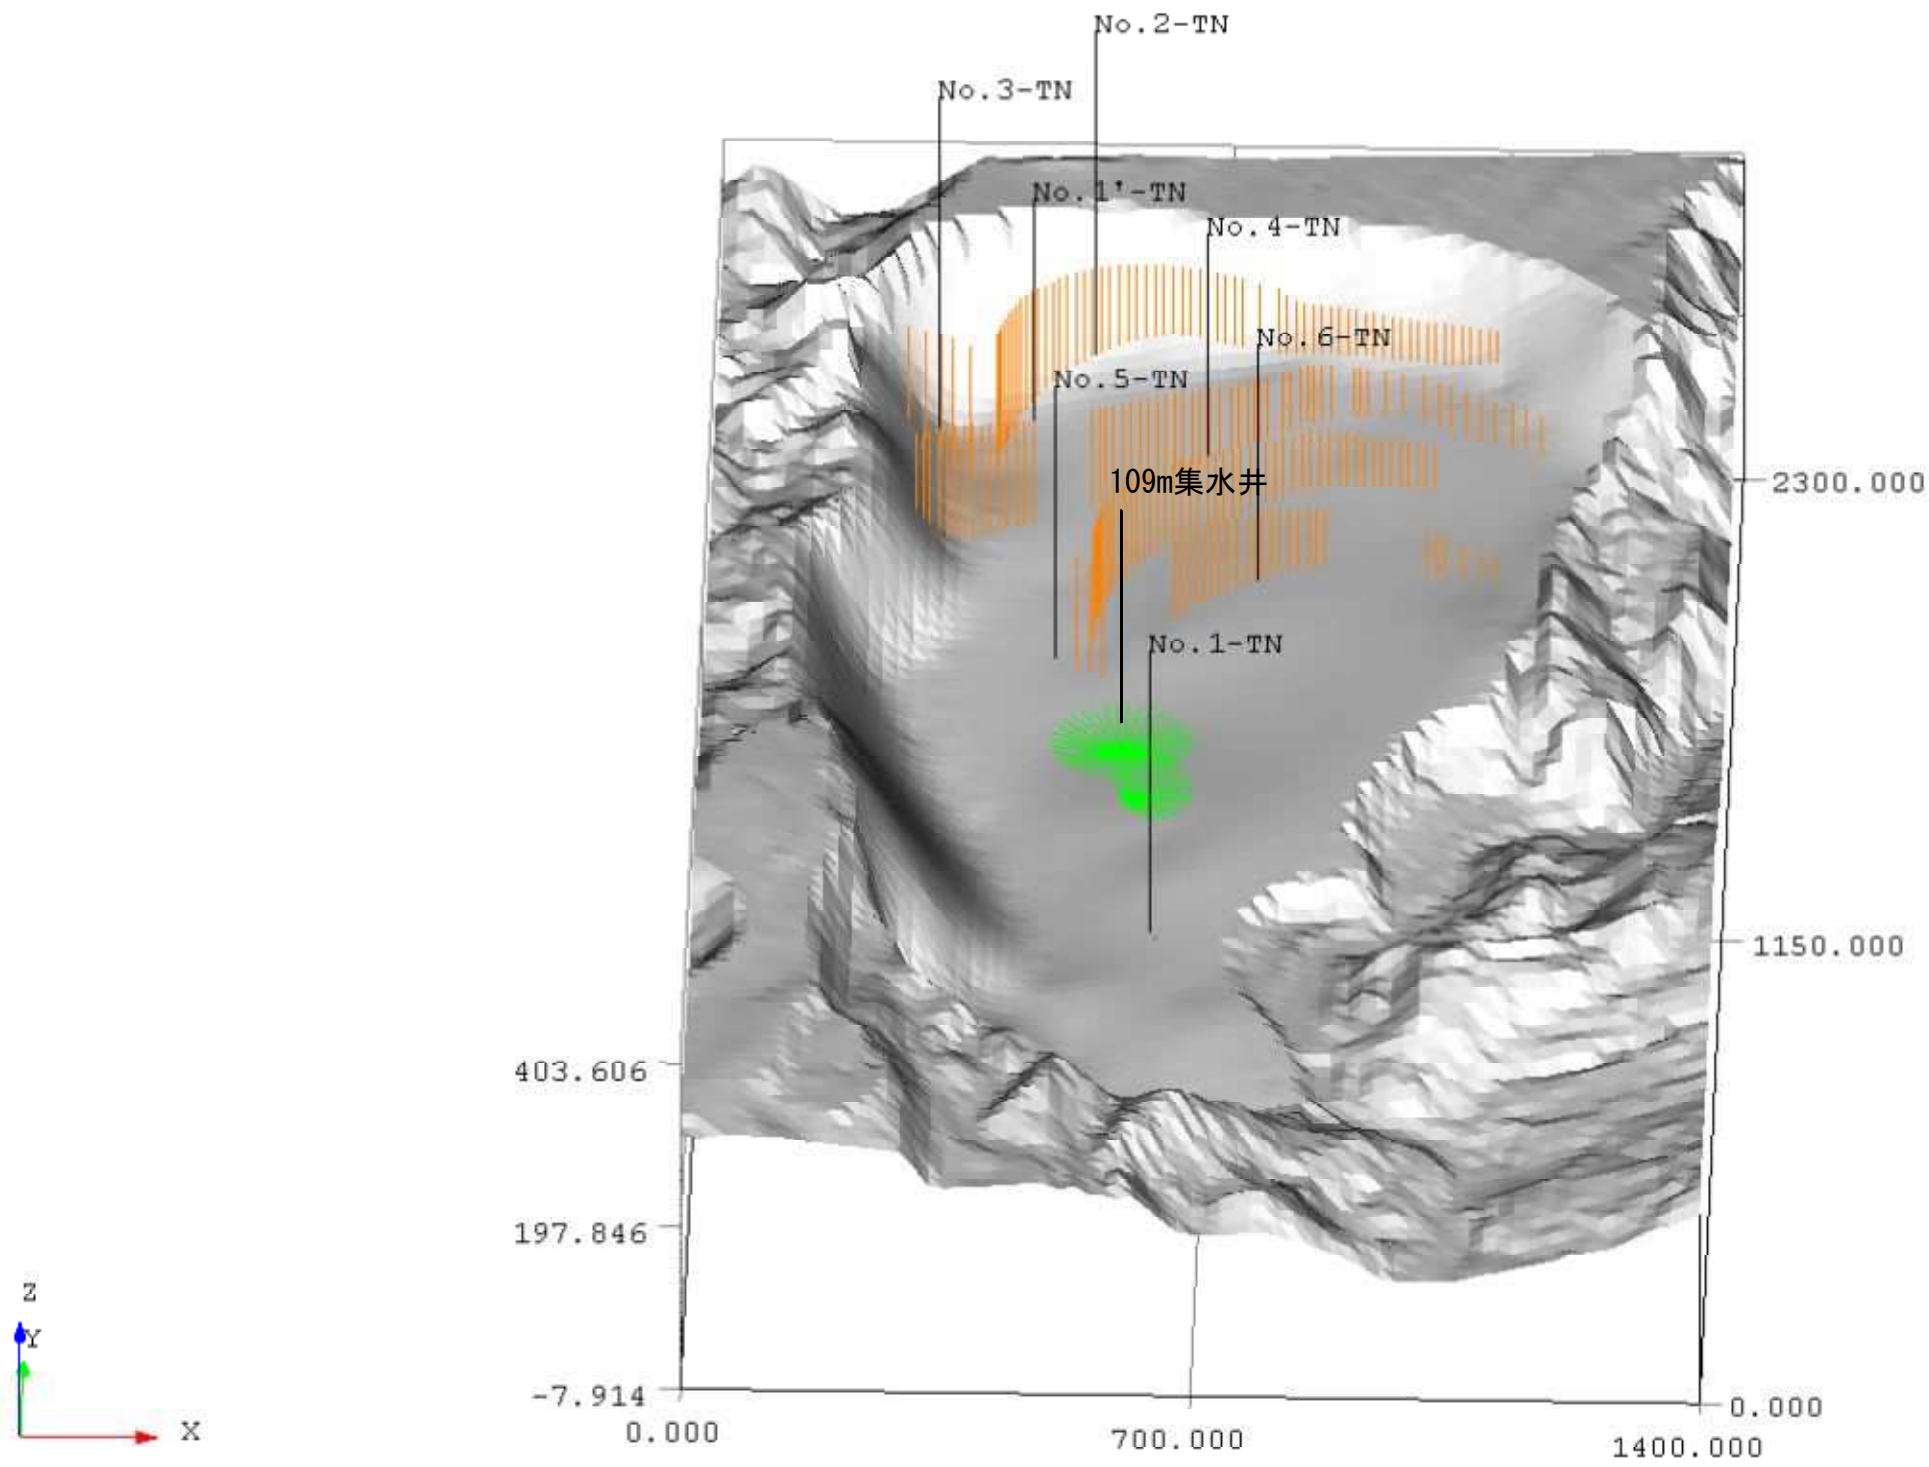 No.2-TN
No.3-TN
No.1'-TN
No.4-TN
No.6-TN
No.5-TN
109m集水井
2300.000
No.1-TN
1150.000
403.606
197.846
Z
Y
X
-7.914
0.000
0.000
700.000
1400.000